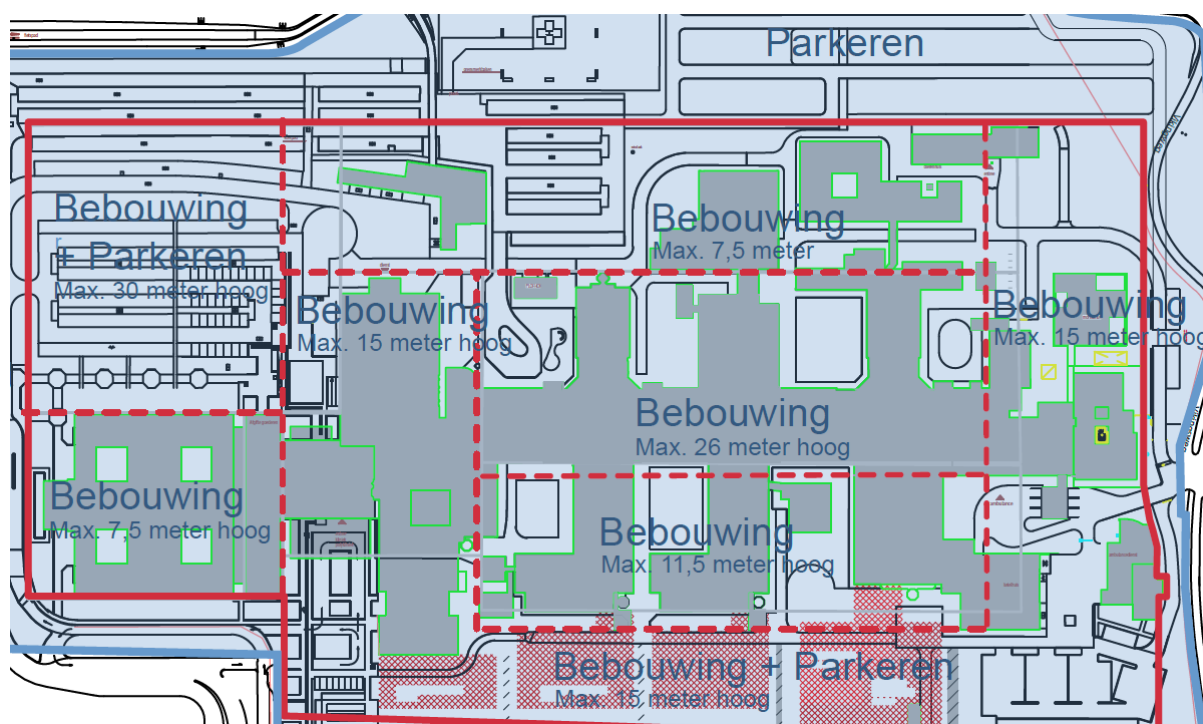 Parkeren
Bebouwing
+ Parkeren
Max. 30 meter hoog
Bebouwing
Max. 7,5 meter
Bebouwing
Max. 15 meter hoog
Bebouwing
Max. 15 meter hoog
Bebouwing
Max. 26 meter hoog
Bebouwing
Max. 7,5 meter hoog
Bebouwing
Max. 11,5 meter hoog
ambulance
Bebouwing + Parkeren
Max. 15 meter hoog